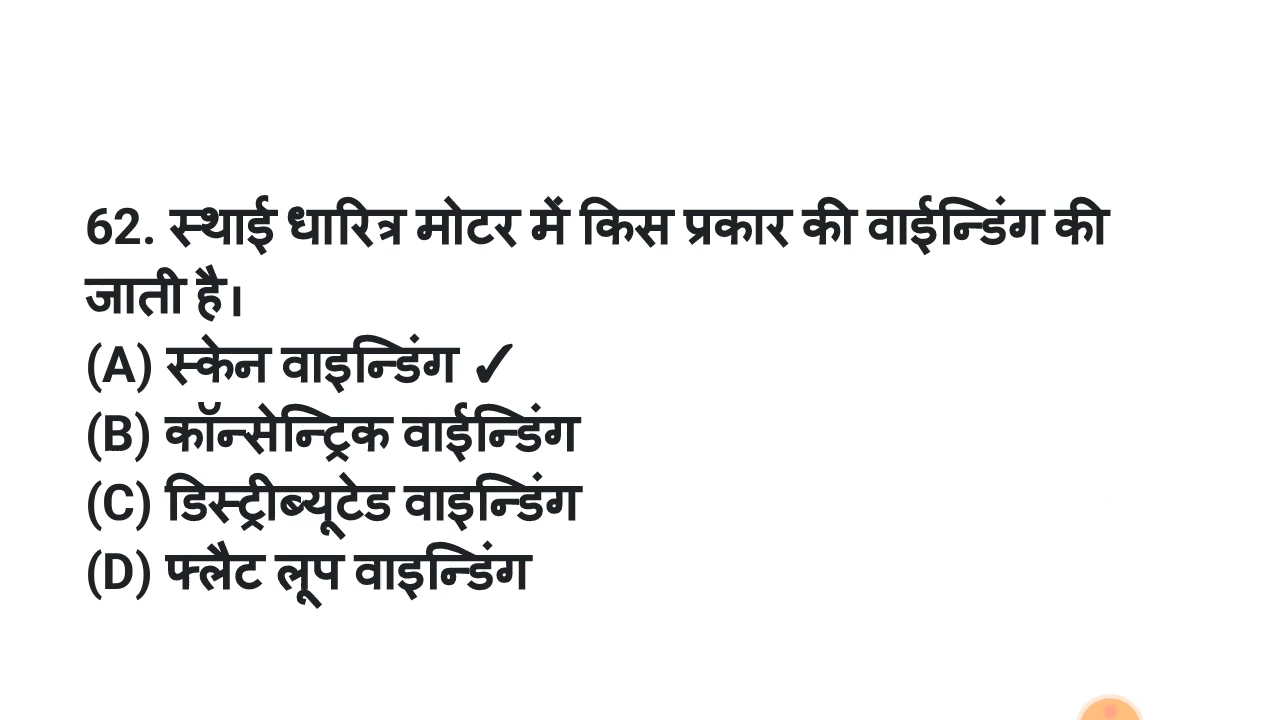 62. स्थाई धारित्र मोटर में किस प्रकार की वाईन्डिंग की
जाती है।
(A) स्केन वाइन्डिंग ✓
(B) कॉन्सेन्ट्रिक वाईन्डिंग
(C) डिस्ट्रीब्यूटेड वाइन्डिंग
(D) फ्लैट लूप वाइन्डिंग